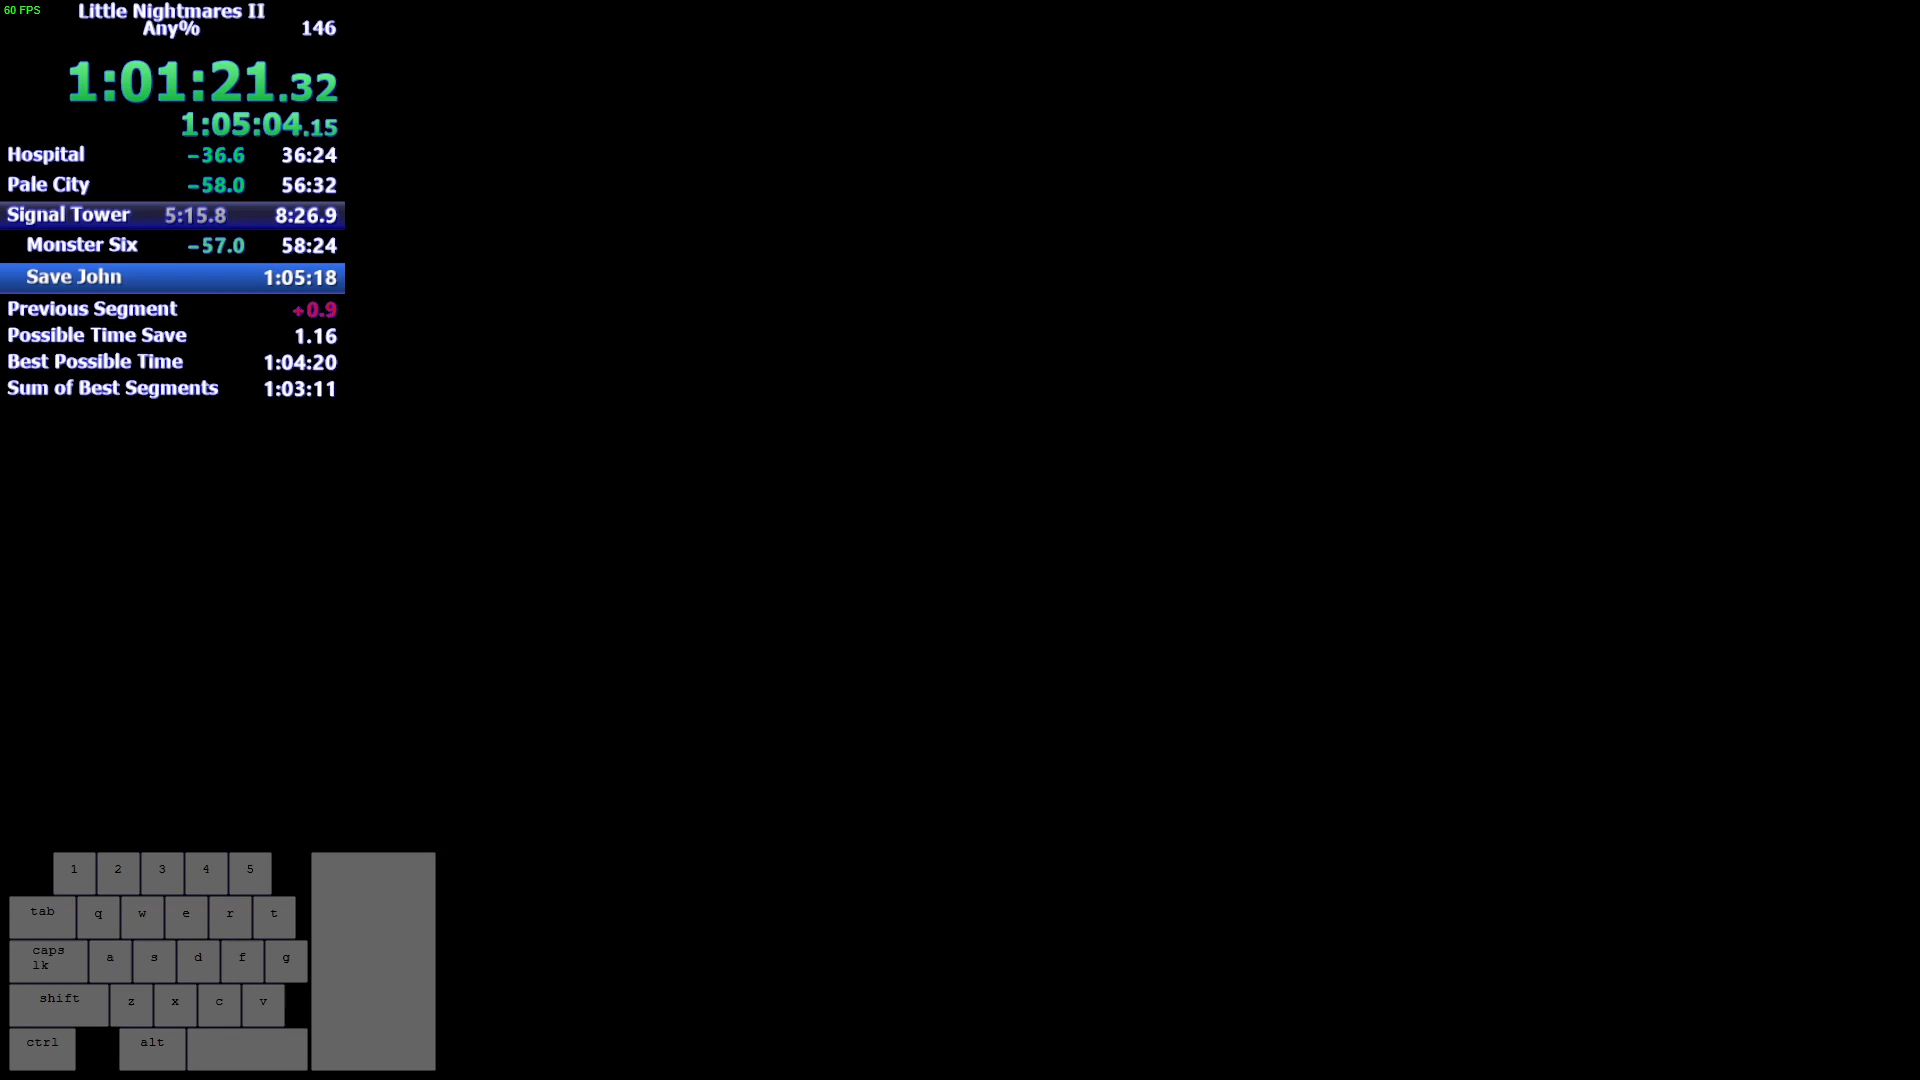 60 FPS
Little Nightmares II
Any% 146
1:01:21.32
1:05:04.15
Hospital -36.6 36:24
Pale City -58.0 56:32
Signal Tower 5:15.8 8:26.9
Monster Six -57.0 58:24
Save John 1:05:18
Previous Segment +0.9
Possible Time Save 1.16
Best Possible Time 1:04:20
Sum of Best Segments 1:03:11
1 2 3 4 5
tab q w e r t
caps lk a s d f g
shift z x c v
ctrl alt